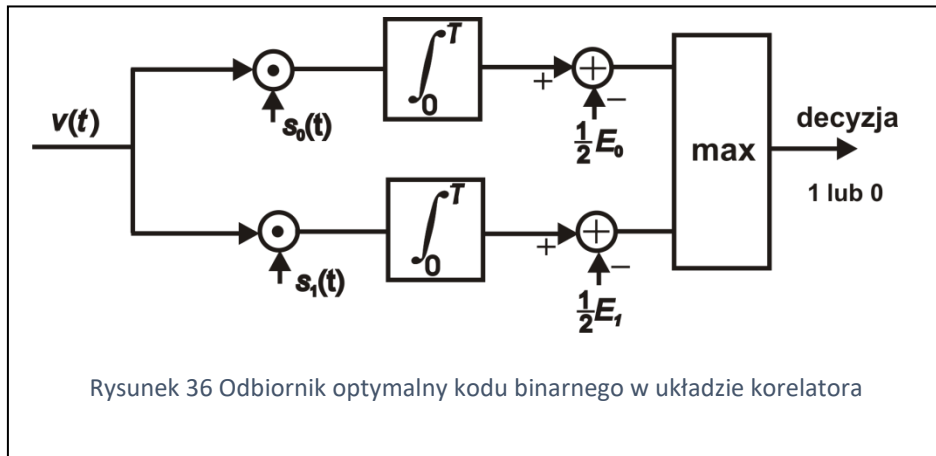 v(t)
s₀(t)
∫₀ᵀ
+
+
−
½E₀
s₁(t)
∫₀ᵀ
+
+
−
½E₁
max
decyzja
1 lub 0
Rysunek 36 Odbiornik optymalny kodu binarnego w układzie korelatora